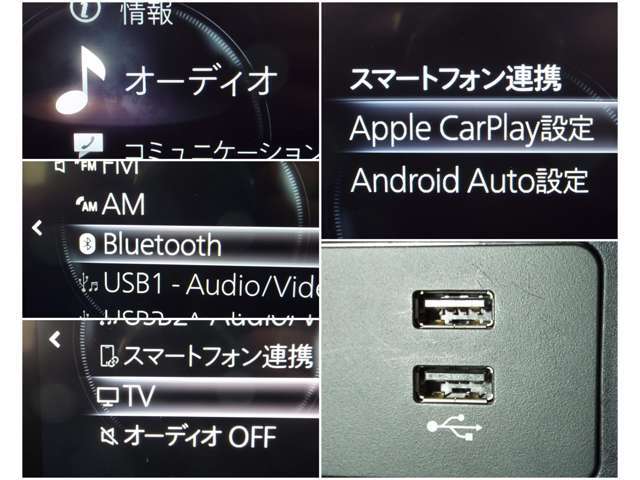 情報
オーディオ
コミュニケーション
FM
AM
Bluetooth
USB1 - Audio/Vide
スマートフォン連携
TV
オーディオ OFF
スマートフォン連携
Apple CarPlay設定
Android Auto設定